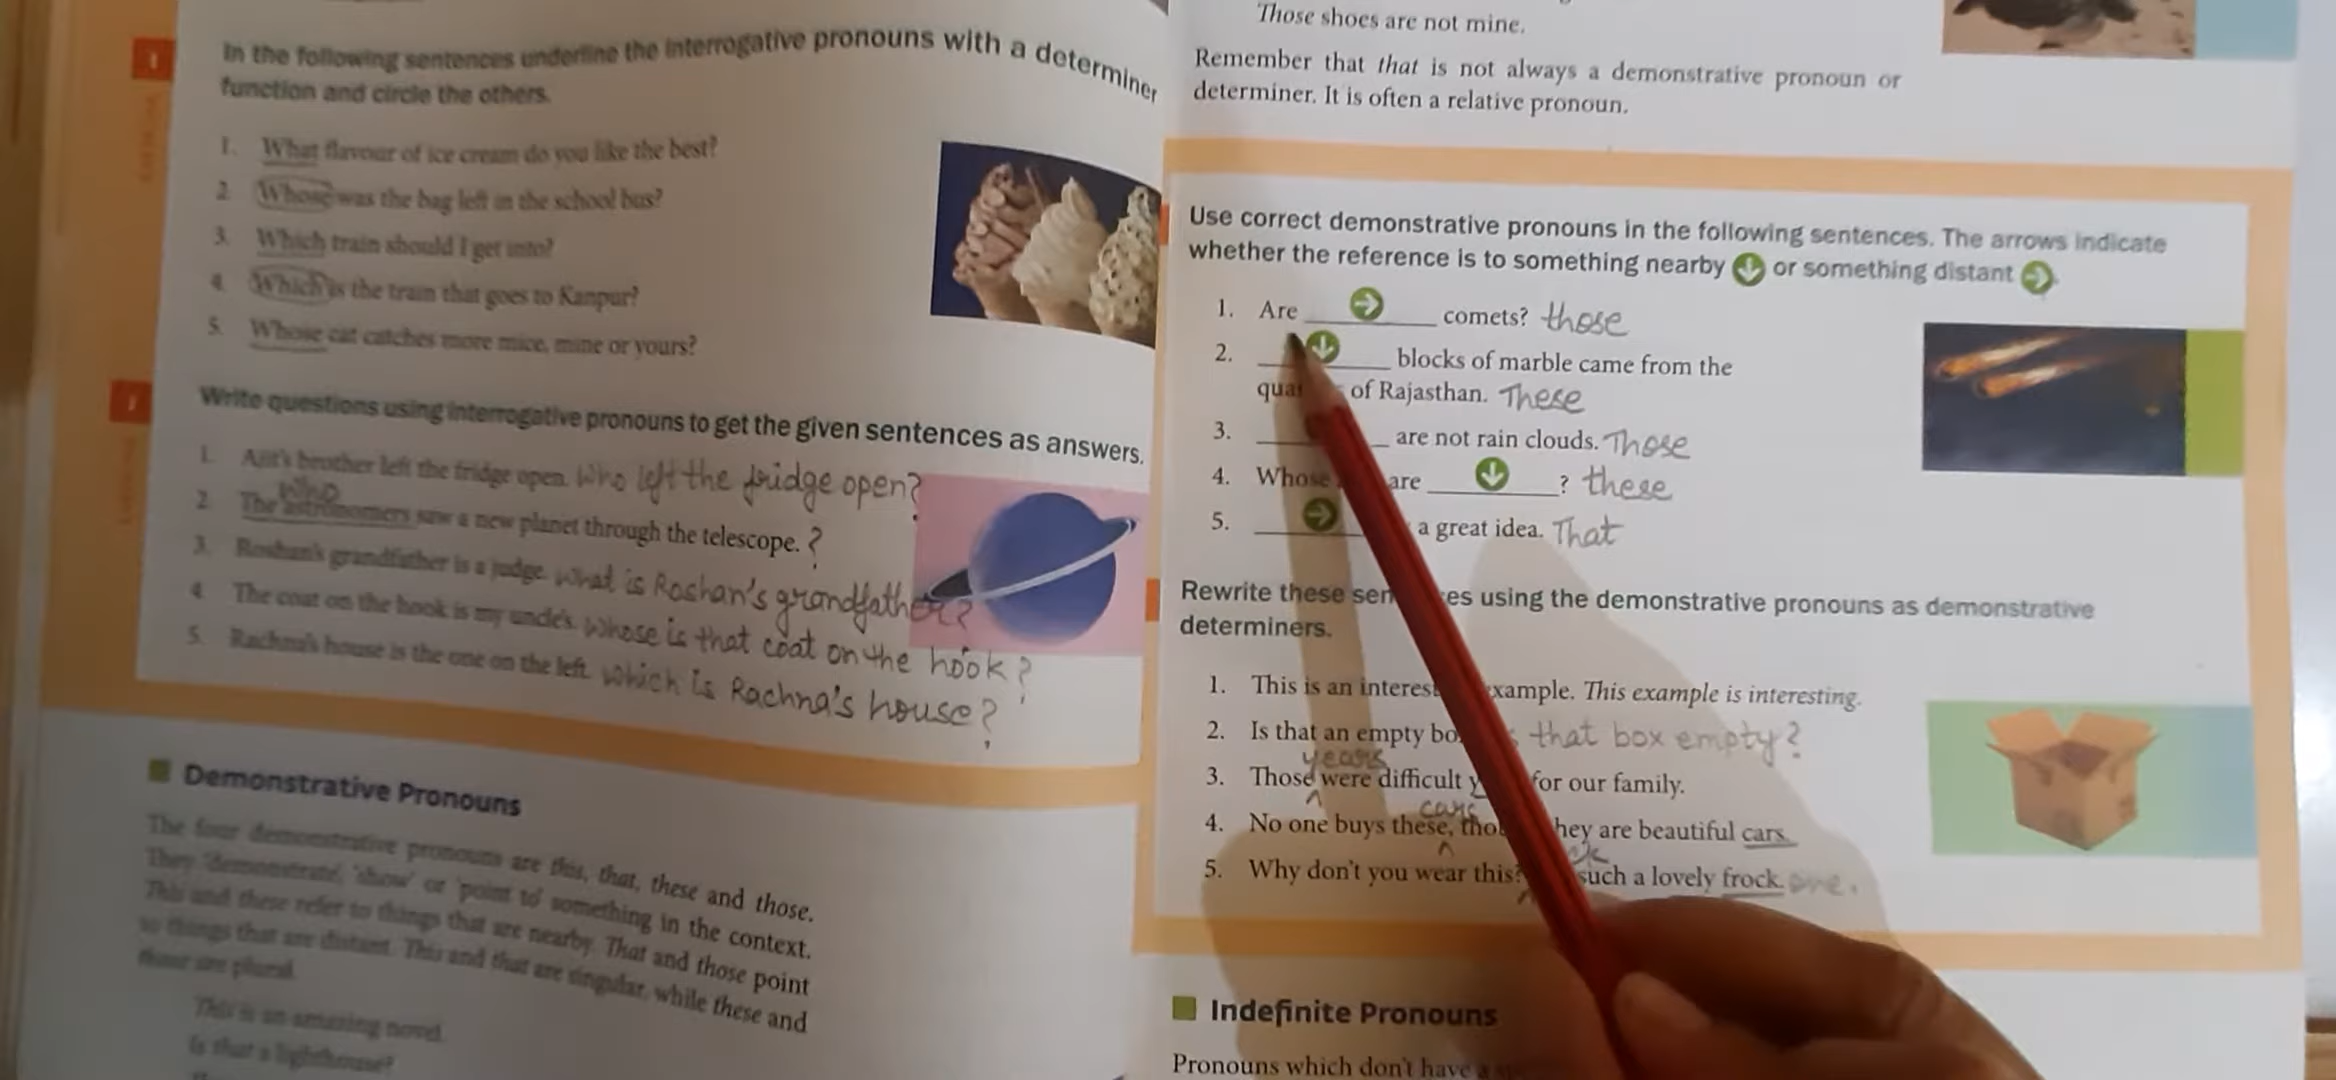 In the following sentences underline the interrogative pronouns with a determiner
function and circle the others.
1. What flavour of ice cream do you like the best?
2. Whose was the bag left in the school bus?
3. Which train should I get into?
4. Which is the train that goes to Kanpur?
5. Whose cat catches more mice, mine or yours?
Write questions using interrogative pronouns to get the given sentences as answers.
1. Ajit's brother left the fridge open. Who left the fridge open?
Who
2. The astronomers saw a new planet through the telescope. ?
3. Roshan's grandfather is a judge. What is Roshan's grandfather?
4. The coat on the hook is my uncle's. Whose is that coat on the hook?
5. Rachna's house is the one on the left. Which is Rachna's house?
Demonstrative Pronouns
The four demonstrative pronouns are this, that, these and those.
They 'demonstrate', 'show' or 'point to' something in the context.
This and these refer to things that are nearby. That and those point
to things that are distant. This and that are singular, while these and
those are plural.
This is an amazing novel.
Is that a lighthouse?
Those shoes are not mine.
Remember that that is not always a demonstrative pronoun or
determiner. It is often a relative pronoun.
Use correct demonstrative pronouns in the following sentences. The arrows indicate
whether the reference is to something nearby or something distant
1. Are comets? those
2. blocks of marble came from the
of Rajasthan. These
3. are not rain clouds. Those
4. Whose are ? these
5. a great idea. That
Rewrite these using the demonstrative pronouns as demonstrative
determiners.
1. This is an example. This example is interesting.
2. Is that an empty that box empty?
years
3. Those were difficult for our family.
cars
4. No one buys these, they are beautiful cars.
5. Why don't you wear this? such a lovely frock. one.
Indefinite Pronouns
Pronouns which don't have a